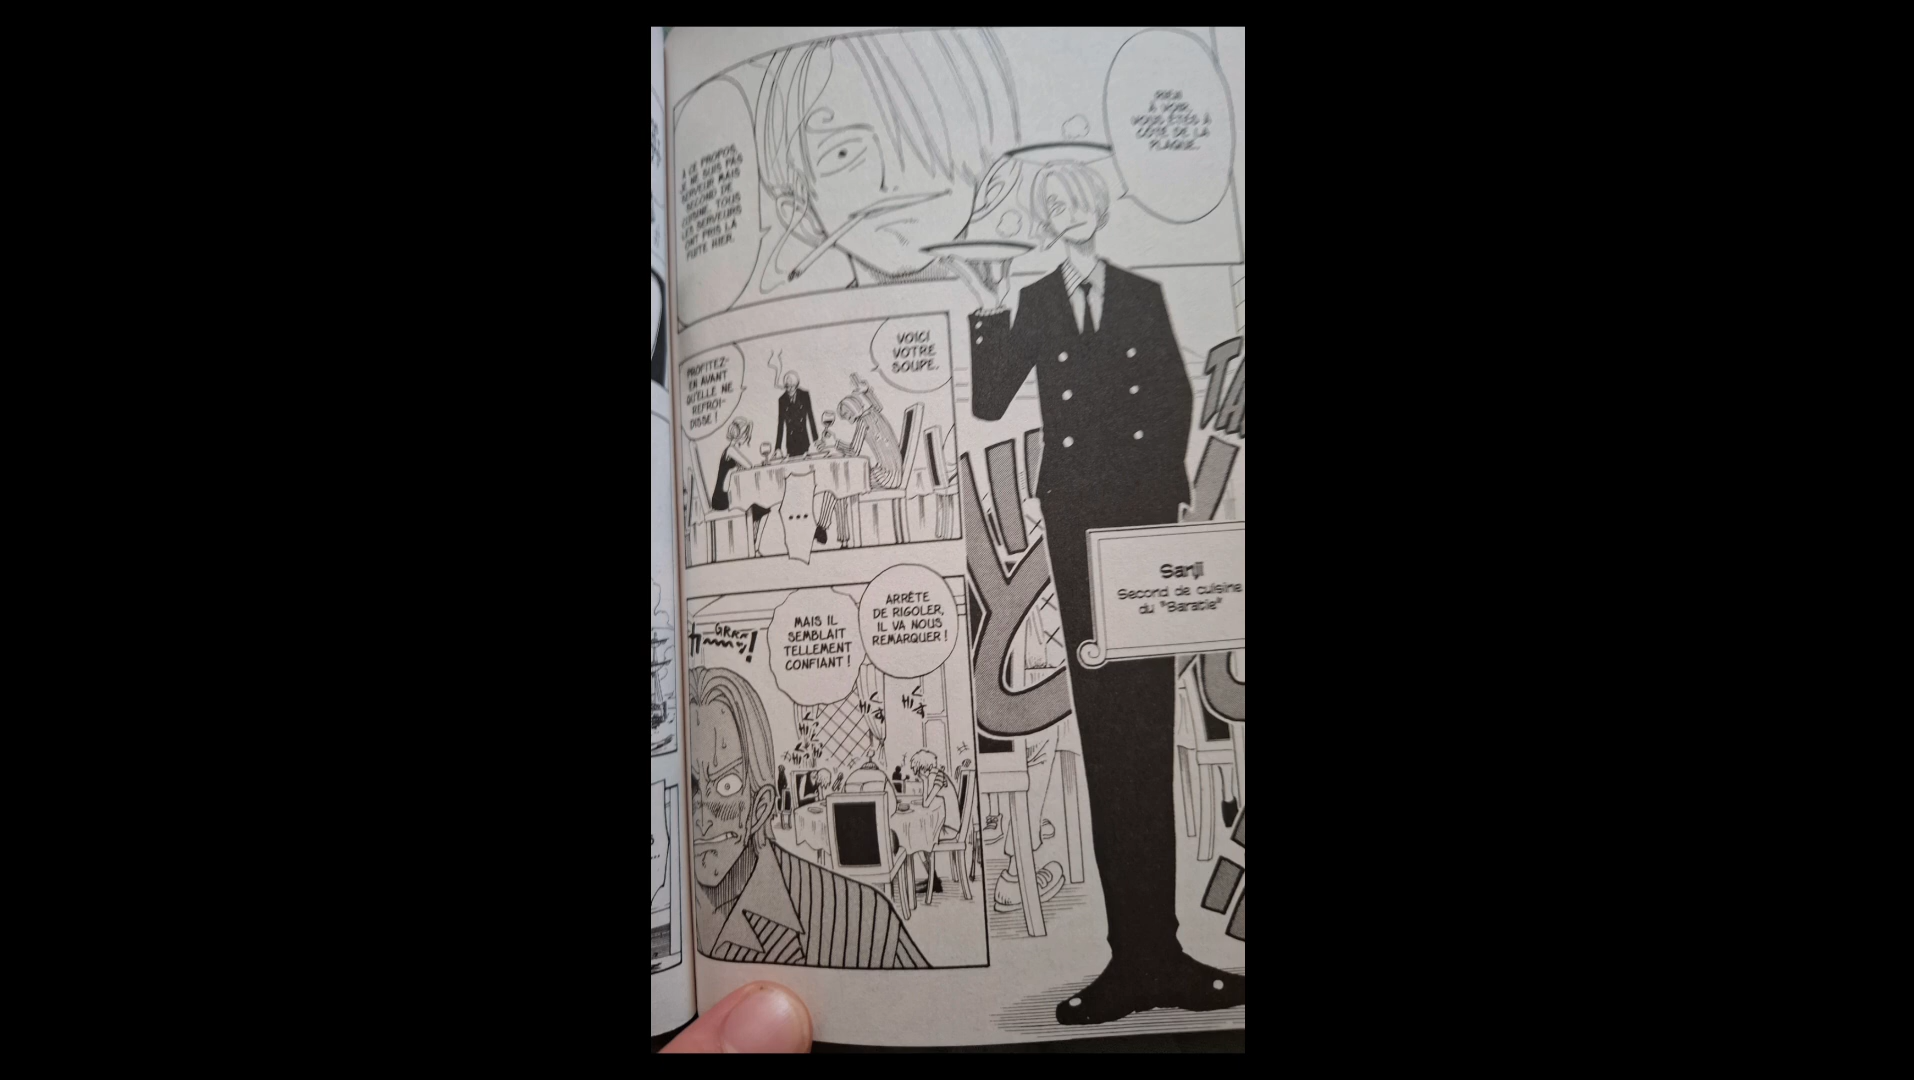 RIEN
À VOIR,
VOUS ÊTES À
CÔTÉ DE LA
PLAQUE.
À CE PROPOS,
JE NE SUIS PAS
SERVEUR MAIS
SECOND DE
CUISINE. TOUS
LES SERVEURS
ONT PRIS LA
FUITE HIER.
VOICI
VOTRE
SOUPE.
PROFITEZ-
EN AVANT
QU'ELLE NE
REFROI-
DISSE !
...
Sanji
Second de cuisine
du "Baratie"
ARRÊTE
DE RIGOLER,
IL VA NOUS
REMARQUER !
MAIS IL
SEMBLAIT
TELLEMENT
CONFIANT !
HI
HI
HI
HI